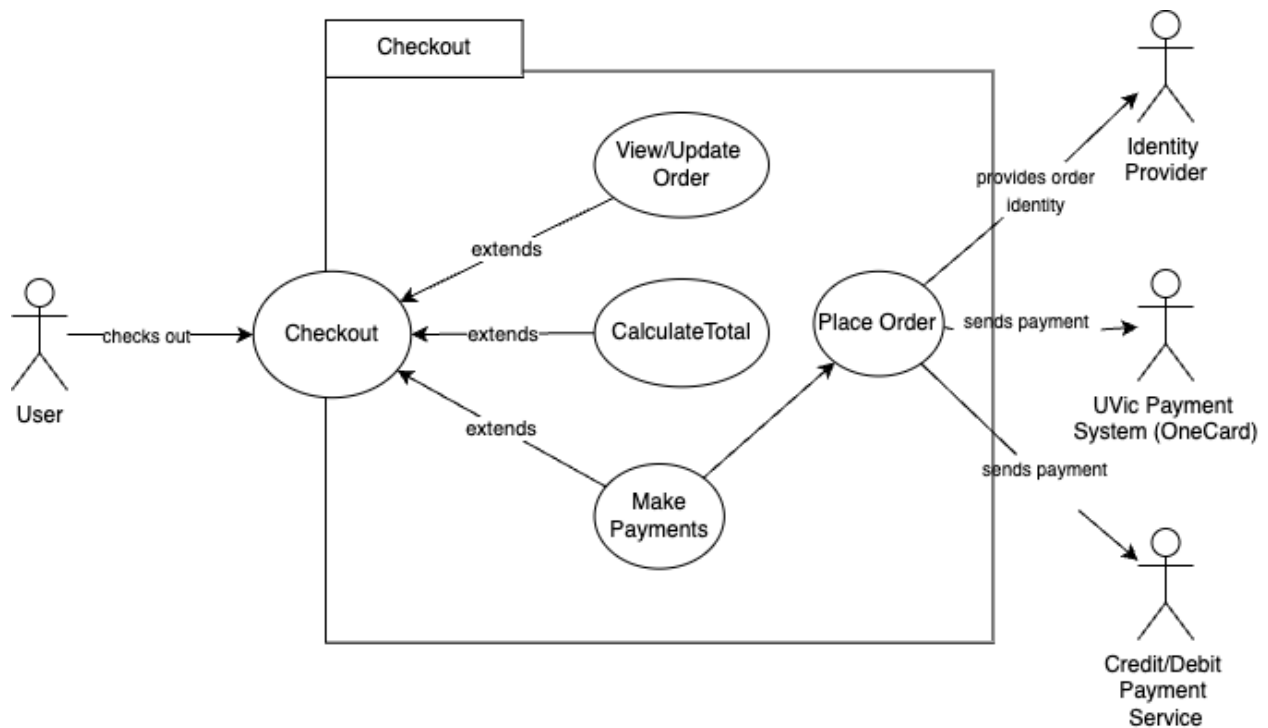 Checkout
View/Update
Order
extends
Identity
Provider
provides order
identity
User
checks out
Checkout
extends
CalculateTotal
Place Order
sends payment
UVic Payment
System (OneCard)
extends
Make
Payments
sends payment
Credit/Debit
Payment
Service